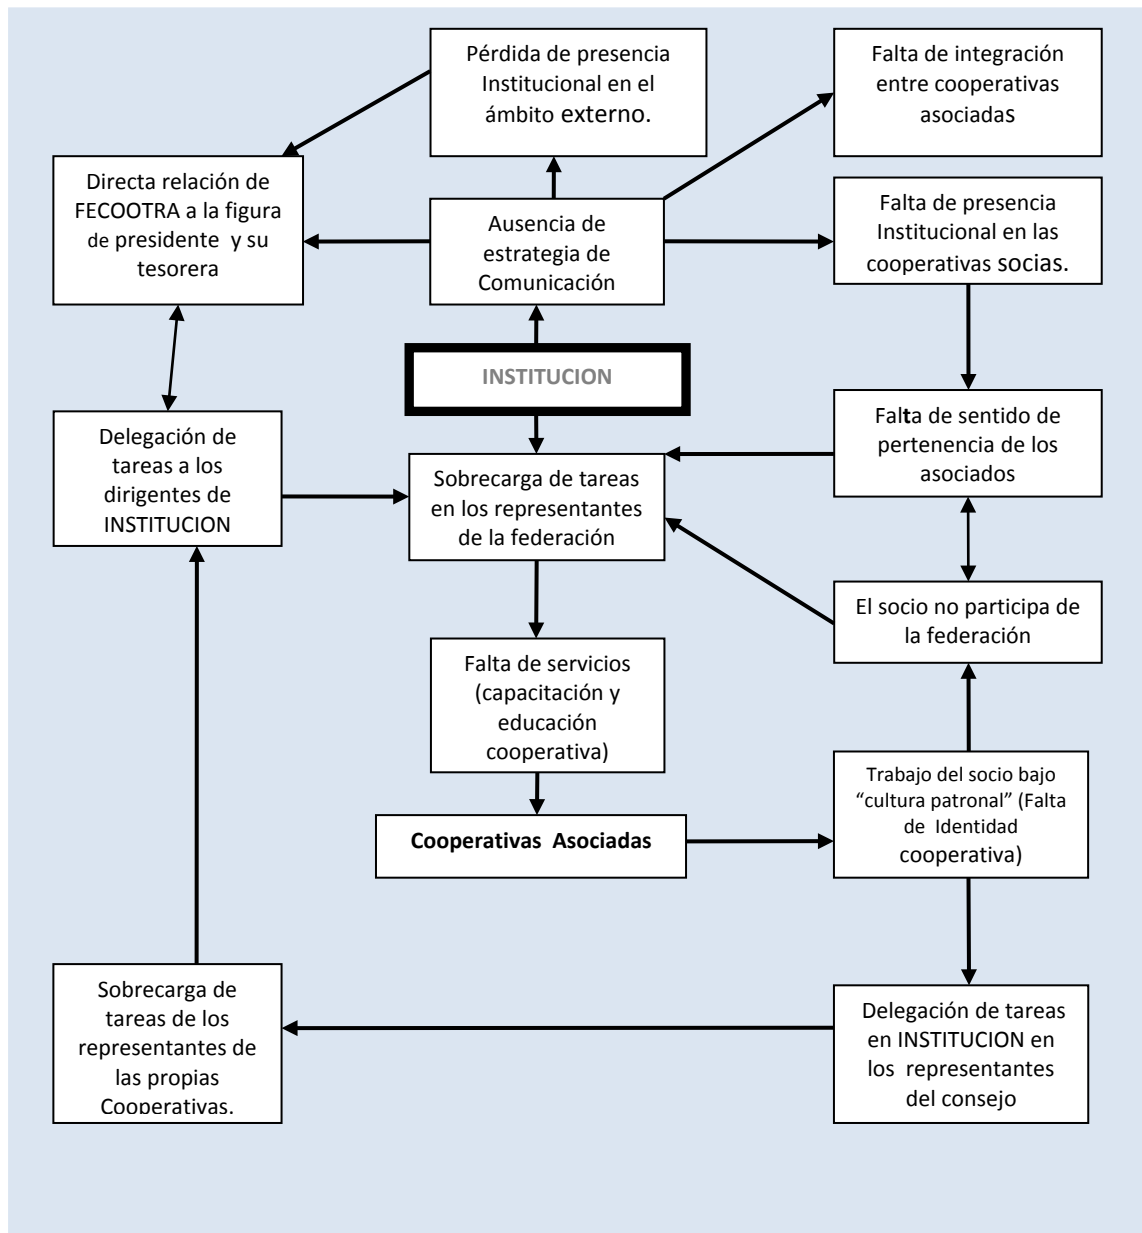 Pérdida de presencia
Institucional en el
ámbito externo.
Falta de integración
entre cooperativas
asociadas
Directa relación de
FECOOTRA a la figura
de presidente y su
tesorera
Ausencia de
estrategia de
Comunicación
Falta de presencia
Institucional en las
cooperativas socias.
INSTITUCION
Delegación de
tareas a los
dirigentes de
INSTITUCION
Sobrecarga de tareas
en los representantes
de la federación
Falta de sentido de
pertenencia de los
asociados
El socio no participa de
la federación
Falta de servicios
(capacitación y
educación
cooperativa)
Trabajo del socio bajo
“cultura patronal” (Falta
de Identidad
cooperativa)
Cooperativas Asociadas
Sobrecarga de
tareas de los
representantes de
las propias
Cooperativas.
Delegación de tareas
en INSTITUCION en
los representantes
del consejo